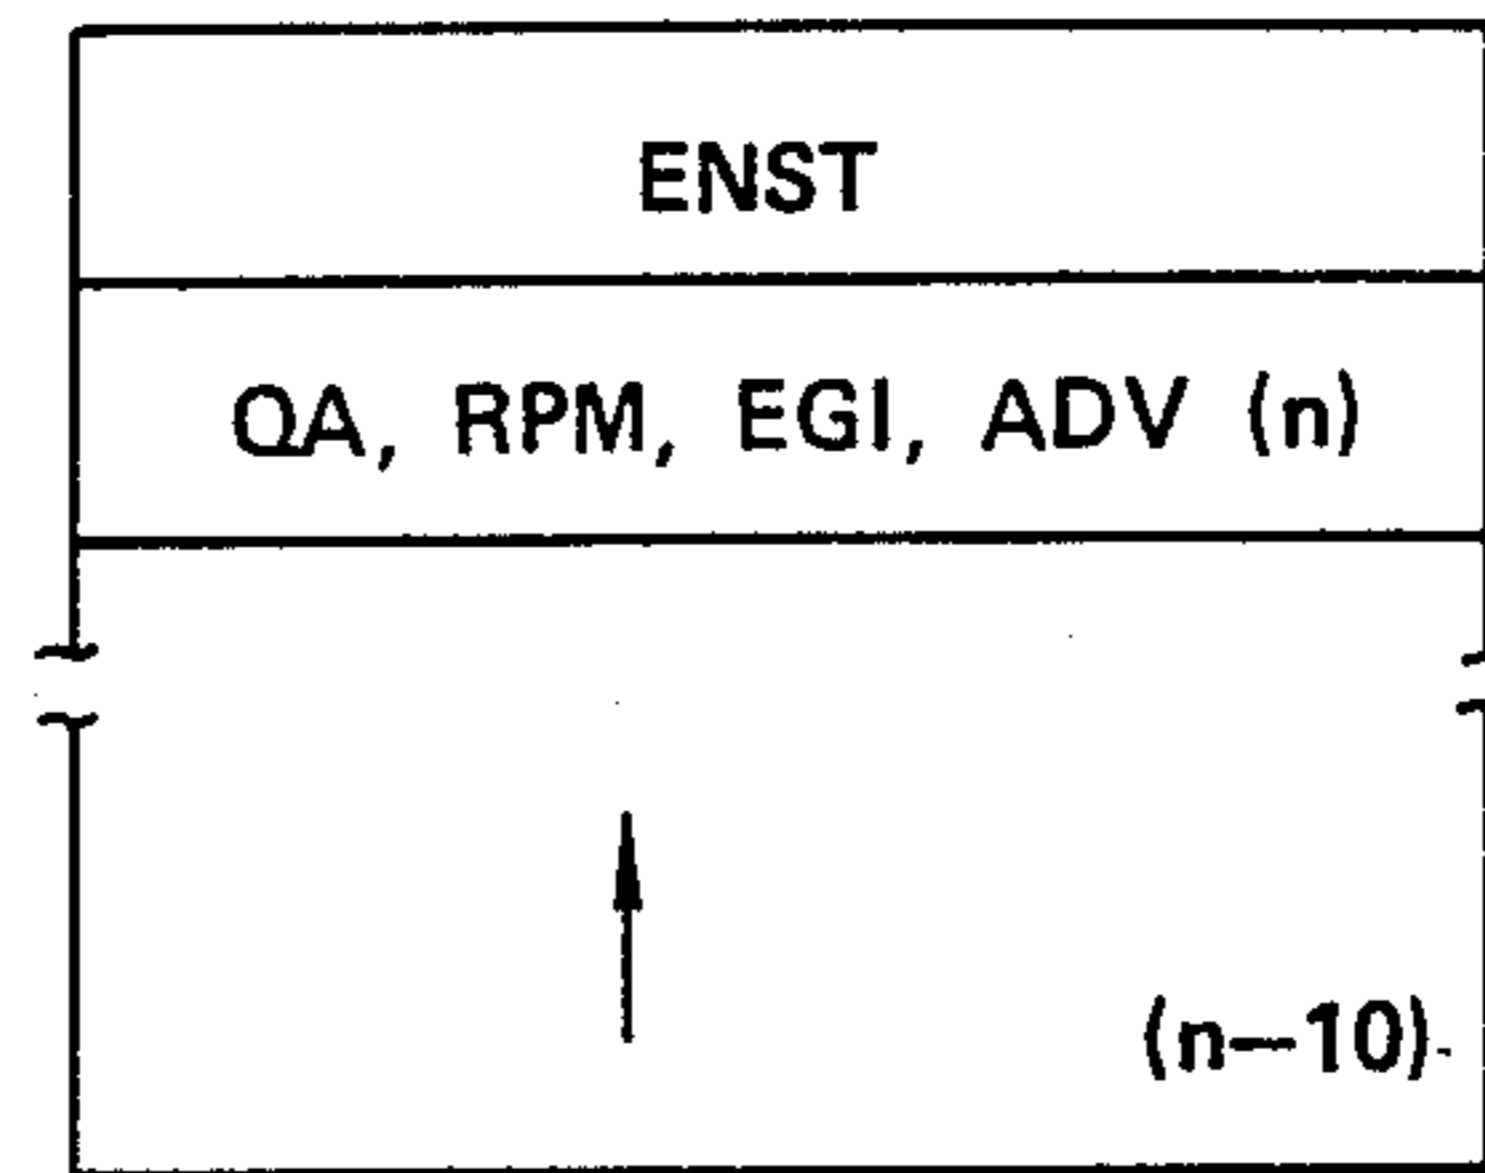 ENST
QA, RPM, EGI, ADV (n)
(n—10)